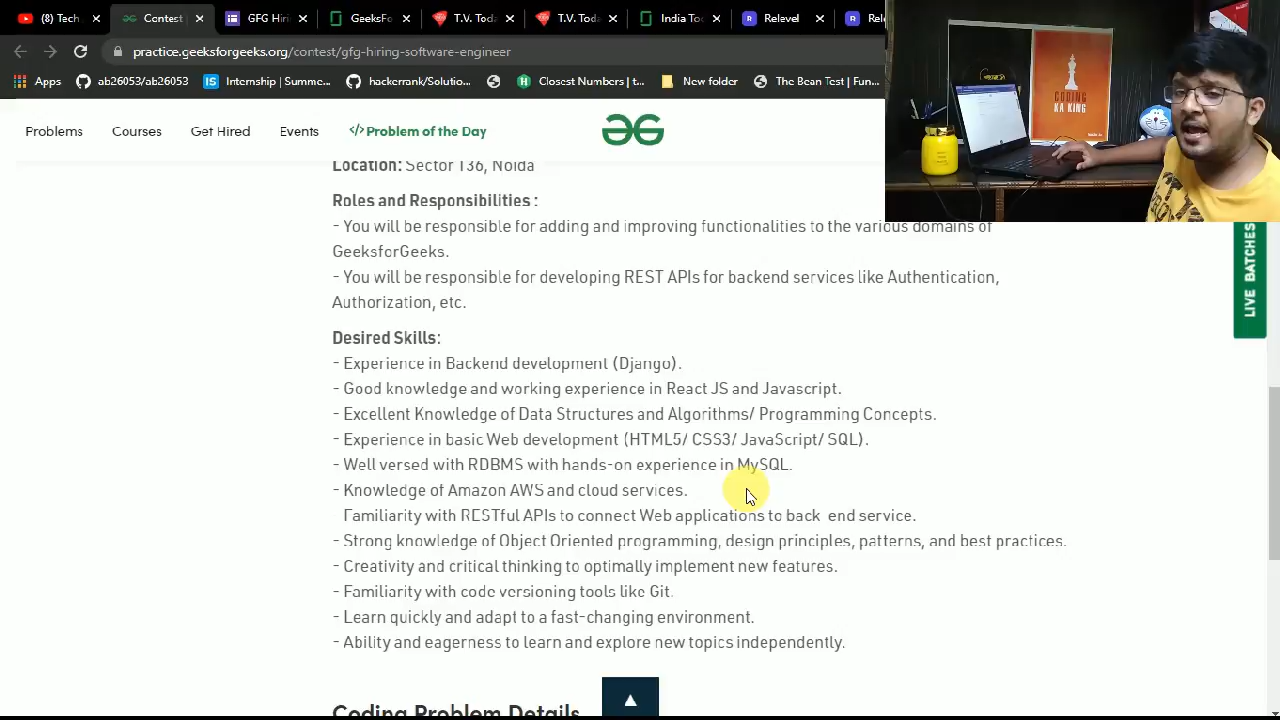 (8) Tech
Contest
GFG Hiri
GeeksFo
T.V. Toda
T.V. Toda
India Too
Relevel
Rel
practice.geeksforgeeks.org/contest/gfg-hiring-software-engineer
Apps
ab26053/ab26053
IS
Internship (Summe...
hackerrank/Solutio...
Closest Numbers | t...
New folder
The Bean Test | Fun...
Problems
Courses
Get Hired
Events
</> Problem of the Day
CODING
KA KING
LIVE BATCHES
Location: Sector 136, Noida
Roles and Responsibilities :
- You will be responsible for adding and improving functionalities to the various domains of
GeeksforGeeks.
- You will be responsible for developing REST APIs for backend services like Authentication,
Authorization, etc.
Desired Skills:
- Experience in Backend development (Django).
- Good knowledge and working experience in React JS and Javascript.
- Excellent Knowledge of Data Structures and Algorithms/ Programming Concepts.
- Experience in basic Web development (HTML5/ CSS3/ JavaScript/ SQL).
- Well versed with RDBMS with hands-on experience in MySQL.
- Knowledge of Amazon AWS and cloud services.
Familiarity with RESTful APIs to connect Web applications to back end service.
- Strong knowledge of Object Oriented programming, design principles, patterns, and best practices.
- Creativity and critical thinking to optimally implement new features.
- Familiarity with code versioning tools like Git.
- Learn quickly and adapt to a fast-changing environment.
- Ability and eagerness to learn and explore new topics independently.
Coding Problem Details